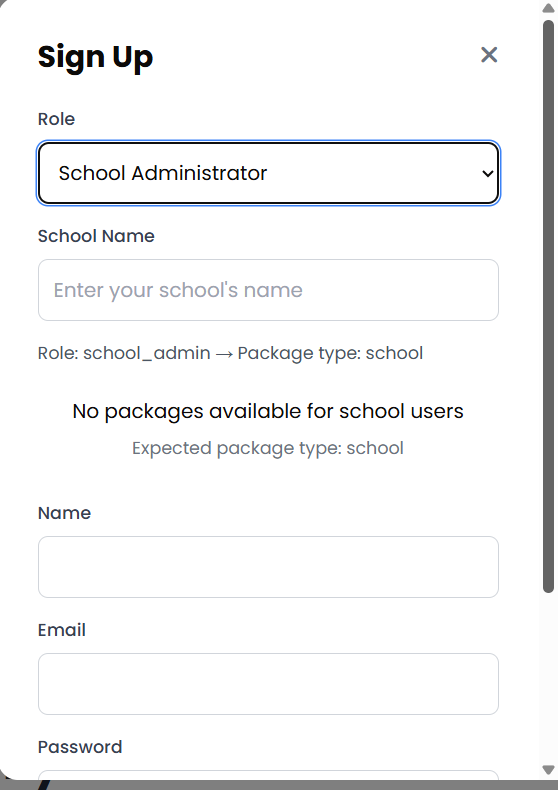 Sign Up
Role
School Administrator
School Name
Enter your school's name
Role: school_admin → Package type: school
No packages available for school users
Expected package type: school
Name
Email
Password